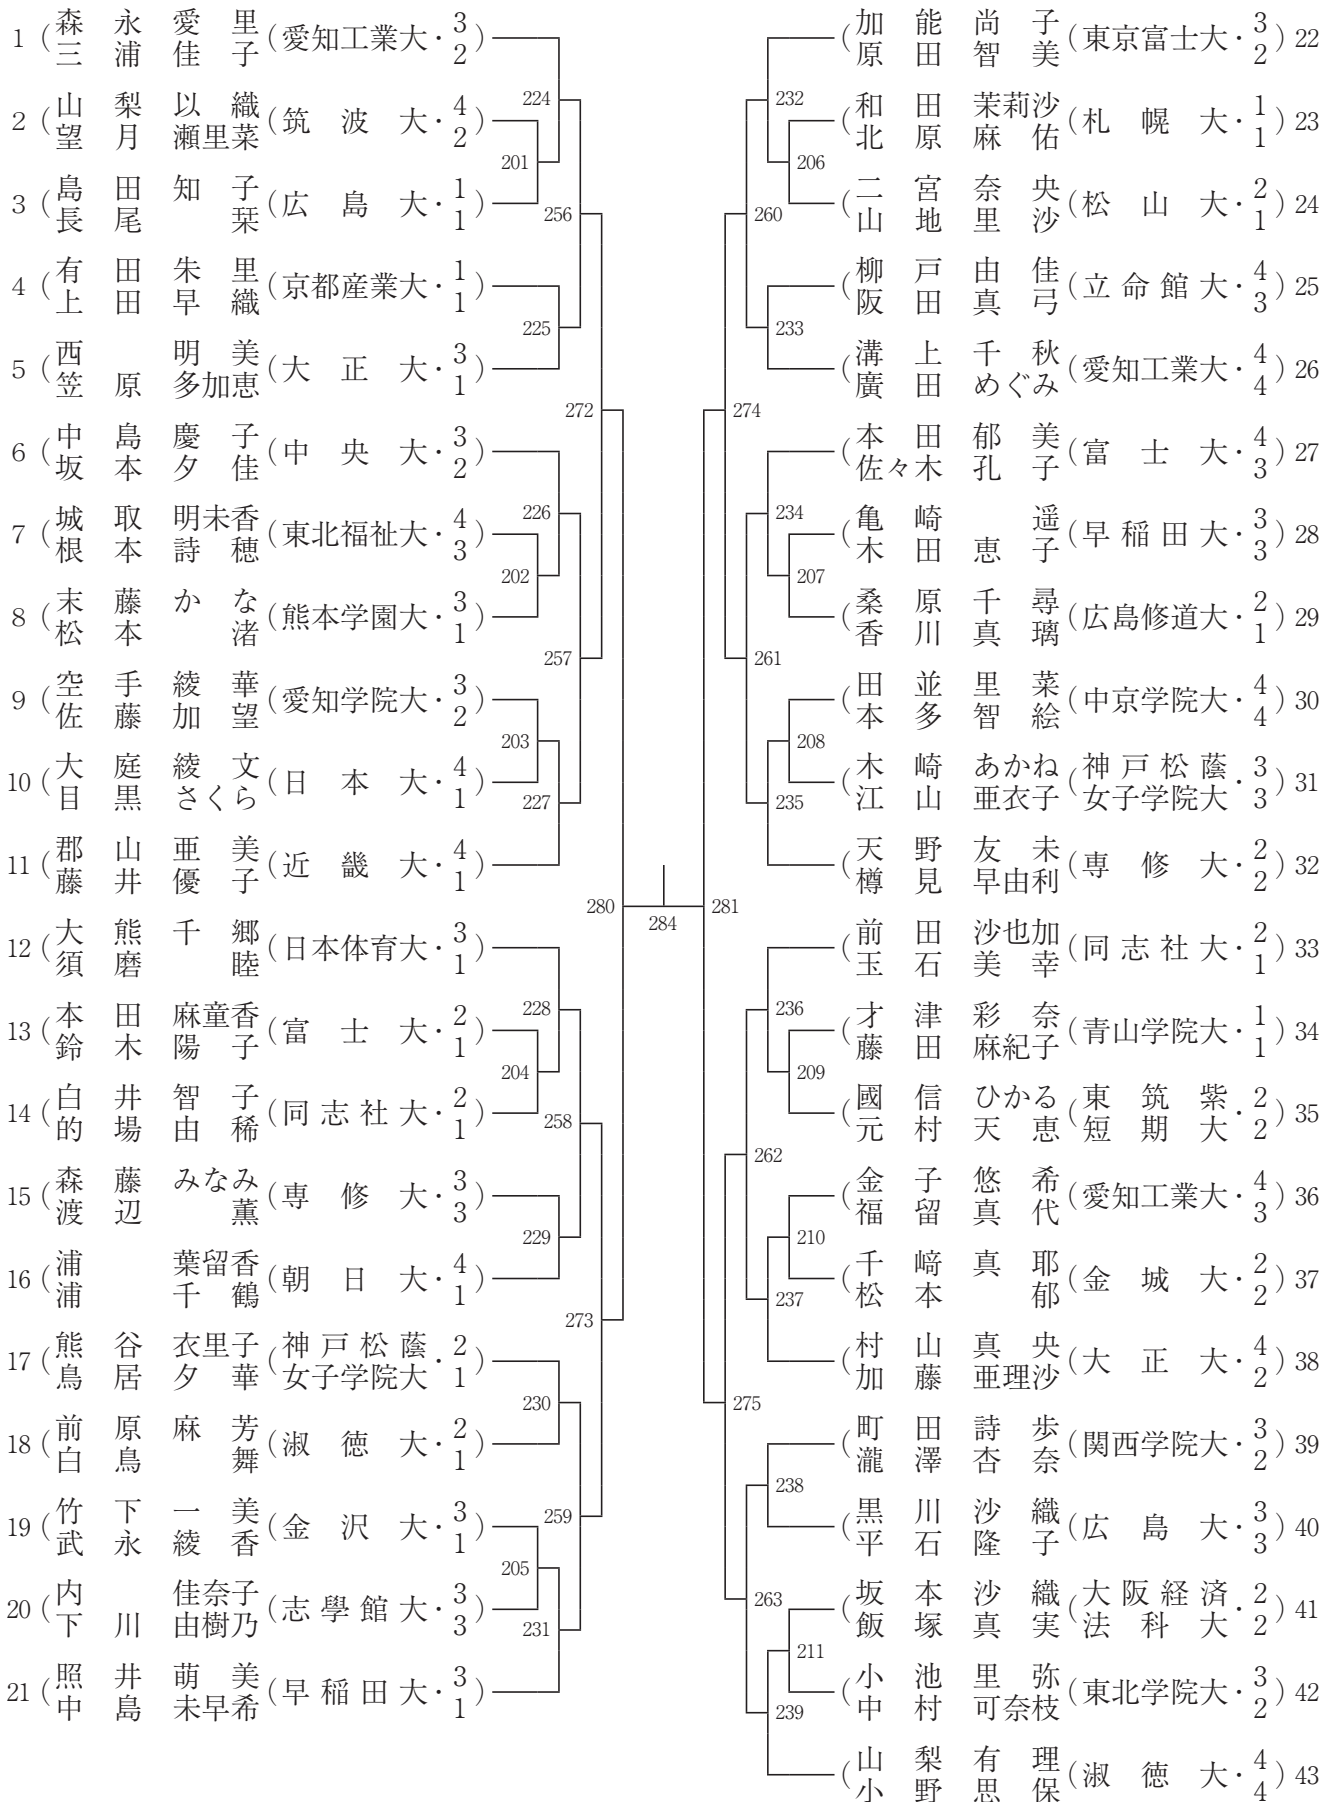 1 (森永愛里 (愛知工業大・3)
三浦佳子 2
2 (山梨以織 (筑波大・4)
望月瀬里菜 2
3 (島田知子 (広島大・1)
長尾栞 1
4 (有田朱里 (京都産業大・1)
上田早織 1
5 (西明美 (大正大・3)
笠原多加恵 1
6 (中島慶子 (中央大・3)
坂本夕佳 2
7 (城取明未香 (東北福祉大・4)
根本詩穂 3
8 (末藤かな (熊本学園大・3)
松本渚 1
9 (空手綾華 (愛知学院大・3)
佐藤加望 2
10 (大庭綾文 (日本大・4)
目黒さくら 1
11 (郡山亜美 (近畿大・4)
藤井優子 1
12 (大熊千郷 (日本体育大・3)
須磨睦 1
13 (本田麻童香 (富士大・2)
鈴木陽子 1
14 (白井智子 (同志社大・2)
的場由稀 1
15 (森藤みなみ (専修大・3)
渡辺薫 3
16 (浦葉留香 (朝日大・4)
浦千鶴 1
17 (熊谷衣里子 (神戸松蔭・2)
鳥居夕華 女子学院大 1
18 (前原麻芳 (淑徳大・2)
白鳥舞 1
19 (竹下一美 (金沢大・3)
武永綾香 1
20 (内佳奈子 (志學館大・3)
下川由樹乃 3
21 (照井萌美 (早稲田大・3)
中島未早希 1
224
201
256
225
272
226
202
257
203
227
280
228
204
258
229
273
230
259
205
231
284
281
232
206
260
233
274
234
207
261
208
235
236
209
262
210
237
275
238
263
211
239
(加能尚子 (東京富士大・3) 22
原田智美 2
(和田茉莉沙 (札幌大・1) 23
北原麻佑 1
(二宮奈央 (松山大・2) 24
山地里沙 1
(柳戸由佳 (立命館大・4) 25
阪田真弓 3
(溝上千秋 (愛知工業大・4) 26
廣田めぐみ 4
(本田郁美 (富士大・4) 27
佐々木孔子 3
(亀崎遥 (早稲田大・3) 28
木田恵子 3
(桑原千尋 (広島修道大・2) 29
香川真璃 1
(田並里菜 (中京学院大・4) 30
本多智絵 4
(木崎あかね (神戸松蔭・3) 31
江山亜衣子 女子学院大 3
(天野友未 (専修大・2) 32
樽見早由利 2
(前田沙也加 (同志社大・2) 33
玉石美幸 1
(才津彩奈 (青山学院大・1) 34
藤田麻紀子 1
(國信ひかる (東筑紫・2) 35
元村天恵 短期大 2
(金子悠希 (愛知工業大・4) 36
福留真代 3
(千﨑真耶 (金城大・2) 37
松本郁 2
(村山真央 (大正大・4) 38
加藤亜理沙 2
(町田詩歩 (関西学院大・3) 39
瀧澤杏奈 2
(黒川沙織 (広島大・3) 40
平石隆子 3
(坂本沙織 (大阪経済・2) 41
飯塚真実 法科大 2
(小池里弥 (東北学院大・3) 42
中村可奈枝 2
(山梨有理 (淑徳大・4) 43
小野思保 4